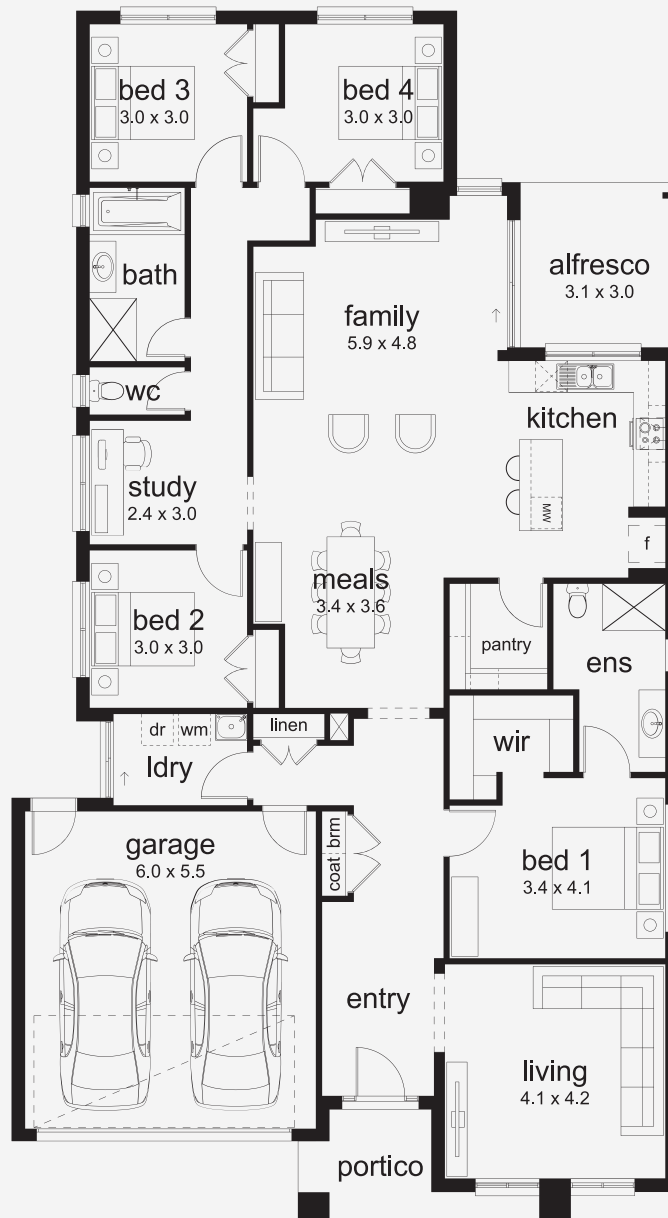 bed 3
3.0 x 3.0
bed 4
3.0 x 3.0
bath
alfresco
3.1 x 3.0
family
5.9 x 4.8
wc
kitchen
study
2.4 x 3.0
MW
f
meals
3.4 x 3.6
bed 2
3.0 x 3.0
pantry
ens
dr
wm
linen
wir
ldry
garage
6.0 x 5.5
coat
brm
bed 1
3.4 x 4.1
entry
living
4.1 x 4.2
portico